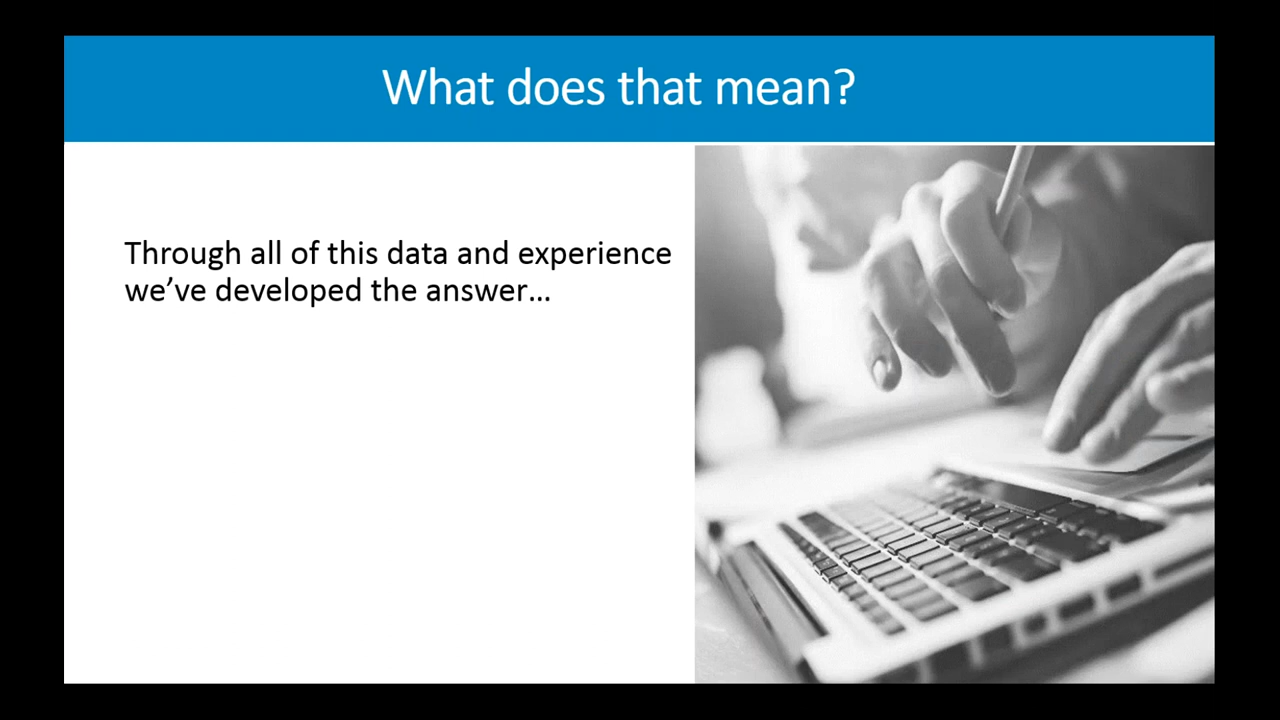 What does that mean?
Through all of this data and experience
we’ve developed the answer…